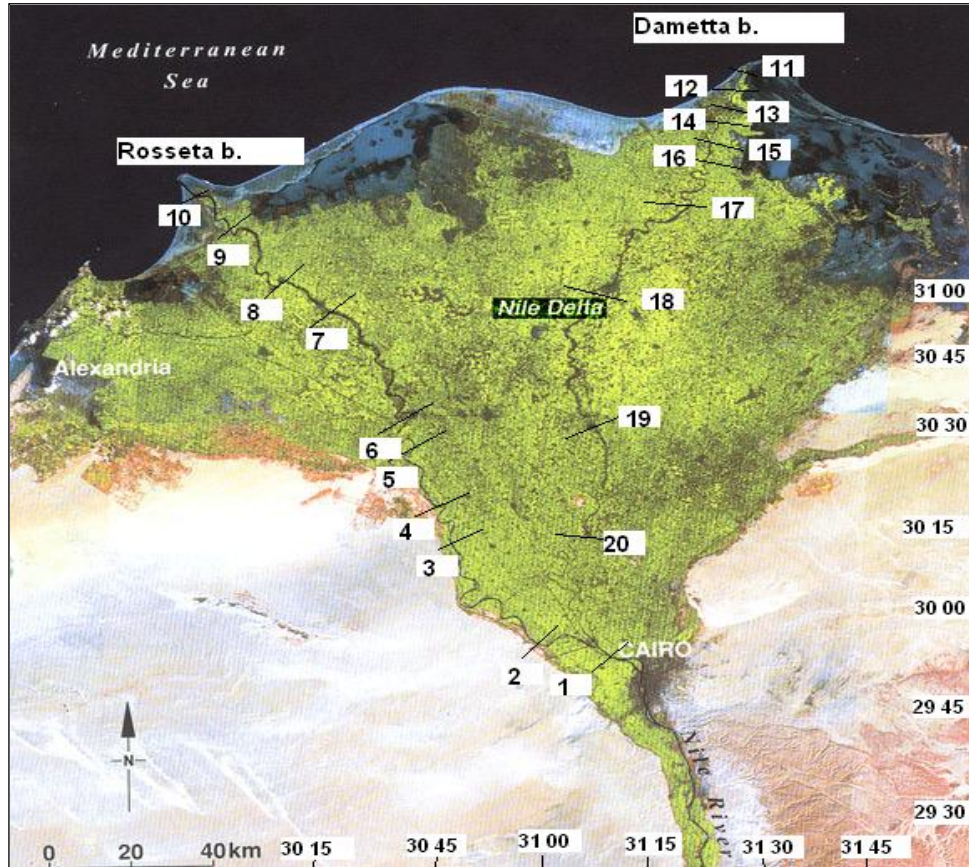 Dametta b.
Mediterranean
Sea
11
12
13
14
15
Rosseta b.
16
10
17
9
8
18
31 00
Nile Delta
7
30 45
Alexandria
19
30 30
6
5
4
20
30 15
3
30 00
CAIRO
2
1
29 45
Nile River
N
29 30
0 20 40 km
30 15 30 45 31 00 31 15 31 30 31 45